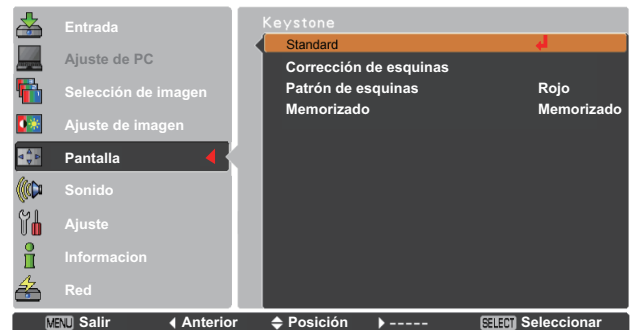 Entrada
Ajuste de PC
Selección de imagen
Ajuste de imagen
Pantalla
Sonido
Ajuste
Informacion
Red
Keystone
Standard
Corrección de esquinas
Patrón de esquinas Rojo
Memorizado Memorizado
MENU Salir Anterior Posición ----- SELECT Seleccionar